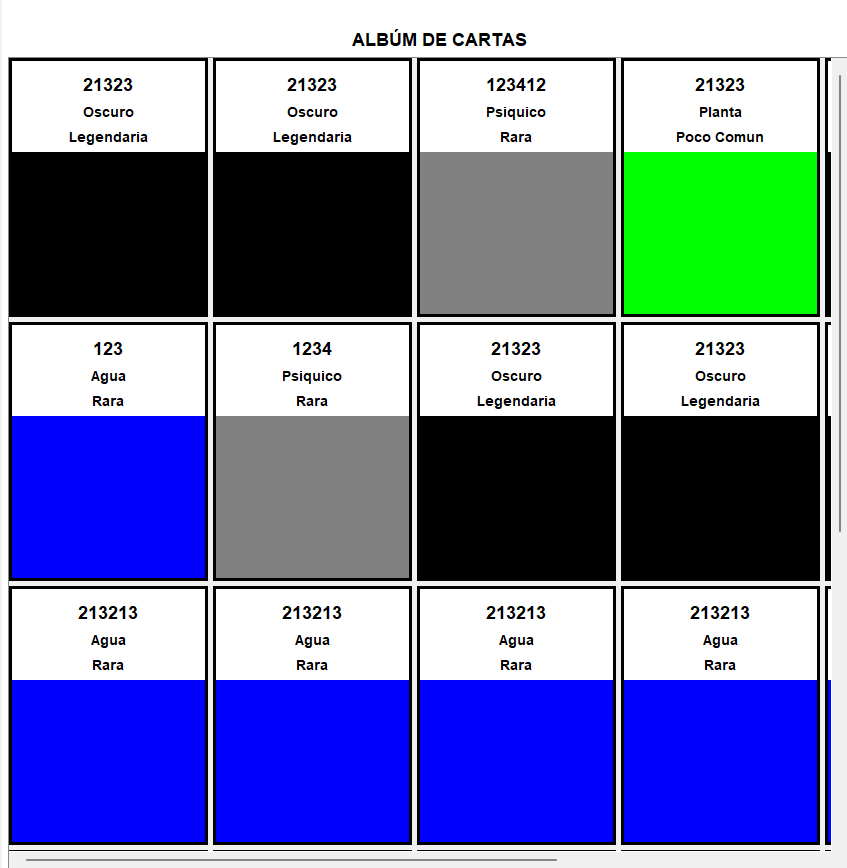 ALBÚM DE CARTAS
21323
Oscuro
Legendaria
21323
Oscuro
Legendaria
123412
Psiquico
Rara
21323
Planta
Poco Comun
123
Agua
Rara
1234
Psiquico
Rara
21323
Oscuro
Legendaria
21323
Oscuro
Legendaria
213213
Agua
Rara
213213
Agua
Rara
213213
Agua
Rara
213213
Agua
Rara